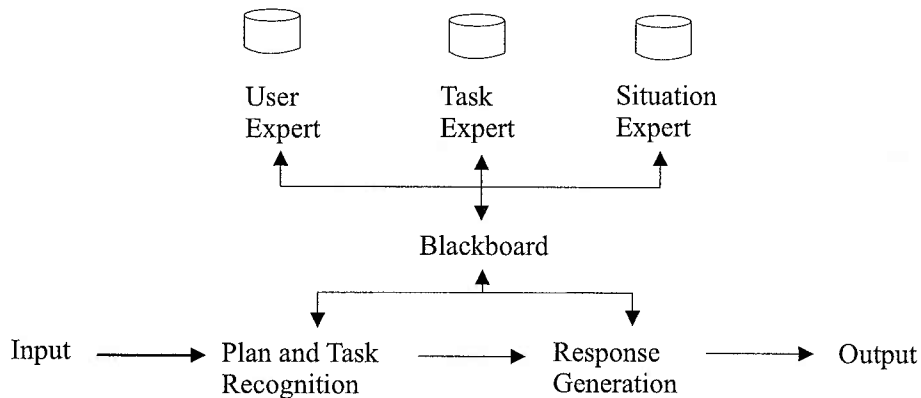 User
Expert
Task
Expert
Situation
Expert
Blackboard
Input
Plan and Task
Recognition
Response
Generation
Output